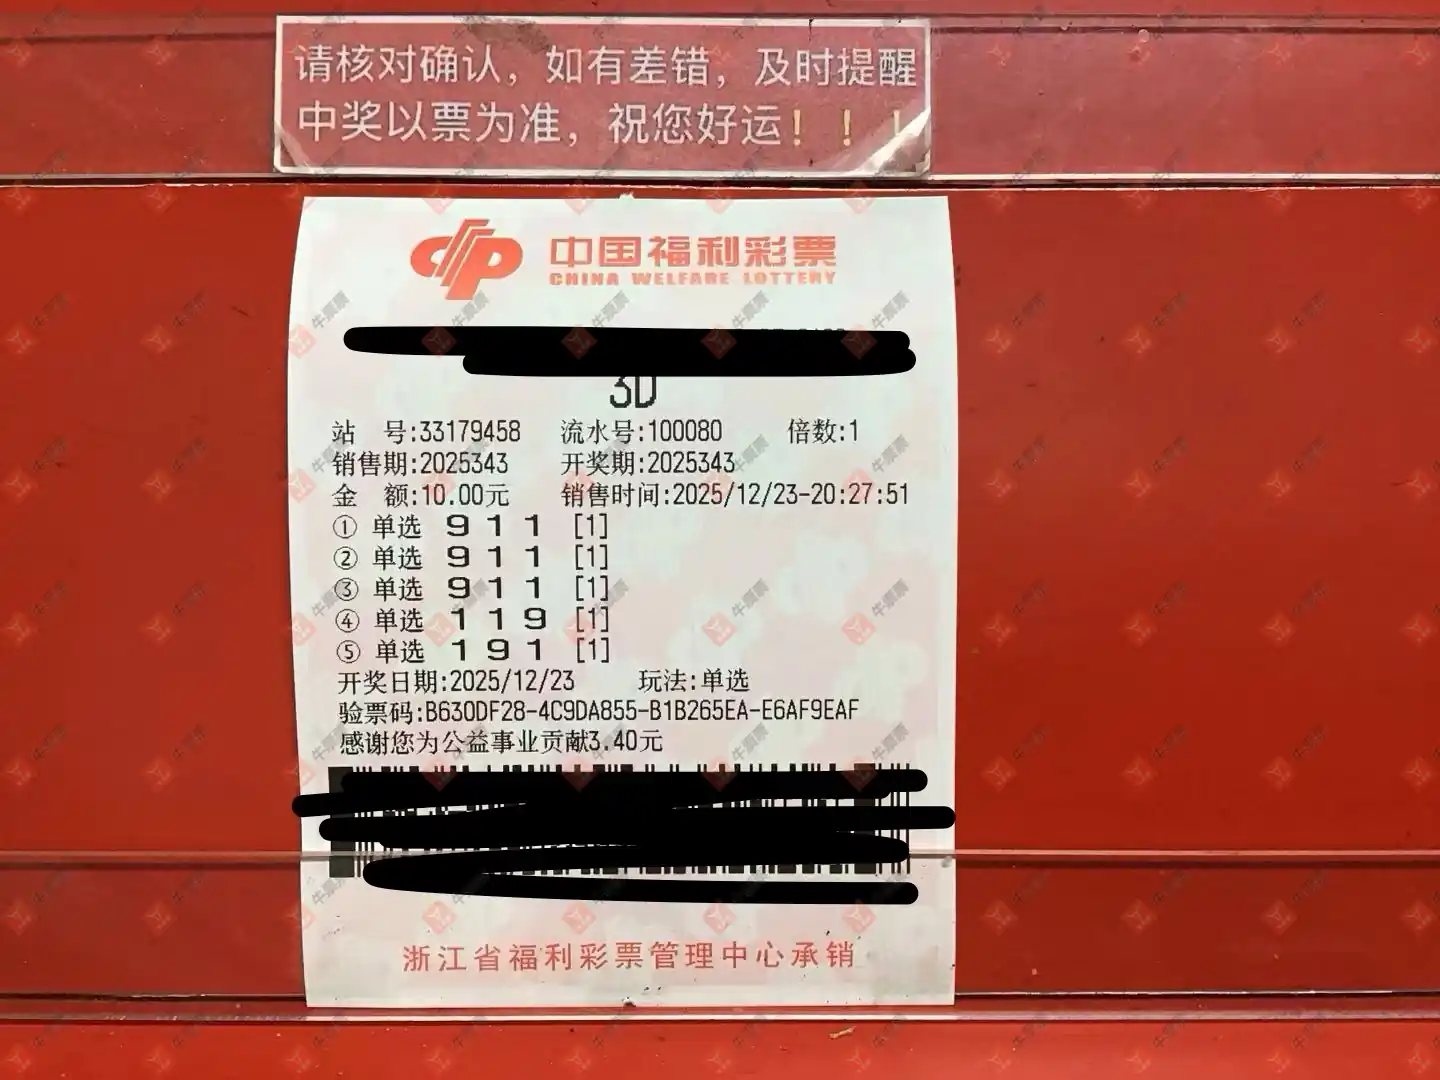 请核对确认，如有差错，及时提醒
中奖以票为准，祝您好运！！！
中国福利彩票
CHINA WELFARE LOTTERY
3D
站 号:33179458 流水号:100080 倍数:1
销售期:2025343 开奖期:2025343
金 额:10.00元 销售时间:2025/12/23-20:27:51
① 单选 9 1 1 [1]
② 单选 9 1 1 [1]
③ 单选 9 1 1 [1]
④ 单选 1 1 9 [1]
⑤ 单选 1 9 1 [1]
开奖日期:2025/12/23 玩法:单选
验票码:B630DF28-4C9DA855-B1B265EA-E6AF9EAF
感谢您为公益事业贡献3.40元
浙江省福利彩票管理中心承销
牛票票